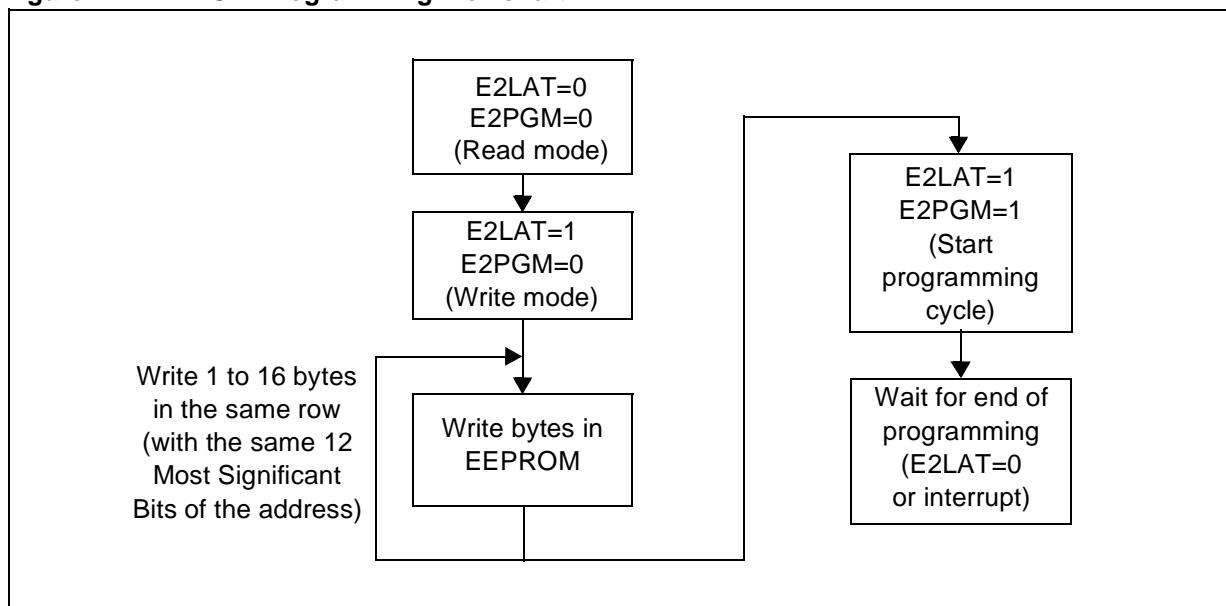 E2LAT=0
E2PGM=0
(Read mode)
E2LAT=1
E2PGM=0
(Write mode)
Write 1 to 16 bytes
in the same row
(with the same 12
Most Significant
Bits of the address)
Write bytes in
EEPROM
E2LAT=1
E2PGM=1
(Start
programming
cycle)
Wait for end of
programming
(E2LAT=0
or interrupt)